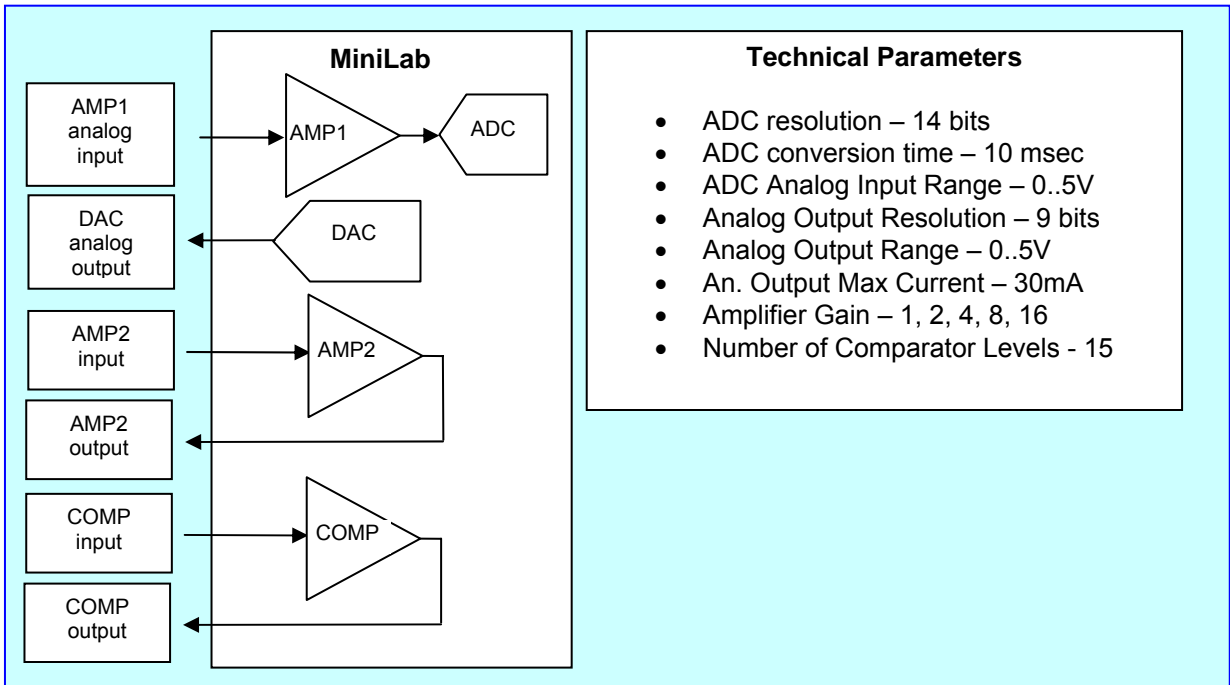 MiniLab
AMP1
analog
input
AMP1
ADC
DAC
analog
output
DAC
AMP2
input
AMP2
AMP2
output
COMP
input
COMP
COMP
output
Technical Parameters
• ADC resolution – 14 bits
• ADC conversion time – 10 msec
• ADC Analog Input Range – 0..5V
• Analog Output Resolution – 9 bits
• Analog Output Range – 0..5V
• An. Output Max Current – 30mA
• Amplifier Gain – 1, 2, 4, 8, 16
• Number of Comparator Levels - 15